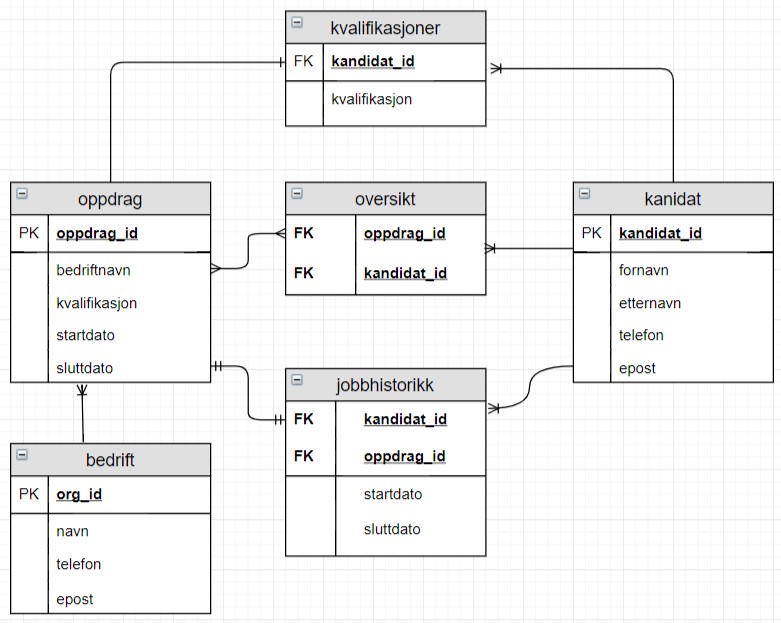 kvalifikasjoner
FK kandidat_id
kvalifikasjon
oppdrag
PK oppdrag_id
bedriftnavn
kvalifikasjon
startdato
sluttdato
oversikt
FK oppdrag_id
FK kandidat_id
kanidat
PK kandidat_id
fornavn
etternavn
telefon
epost
jobbhistorikk
FK kandidat_id
FK oppdrag_id
startdato
sluttdato
bedrift
PK org_id
navn
telefon
epost